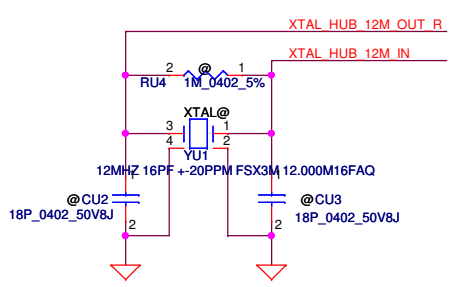 XTAL_HUB_12M_OUT_R
XTAL_HUB_12M_IN
2 @ 1
RU4 1M_0402_5%
XTAL@
3 1
4 2
YU1
12MHZ 16PF +-20PPM FSX3M 12.000M16FAQ
1 1
@CU2 @CU3
18P_0402_50V8J 18P_0402_50V8J
2 2